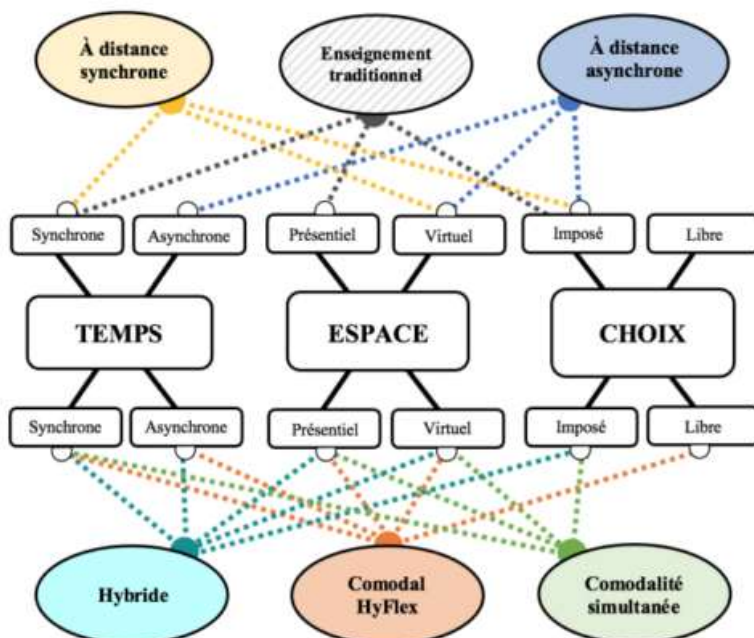 À distance
synchrone
Enseignement
traditionnel
À distance
asynchrone
Synchrone
Asynchrone
Présentiel
Virtuel
Imposé
Libre
TEMPS
ESPACE
CHOIX
Synchrone
Asynchrone
Présentiel
Virtuel
Imposé
Libre
Hybride
Comodal
HyFlex
Comodalité
simultanée